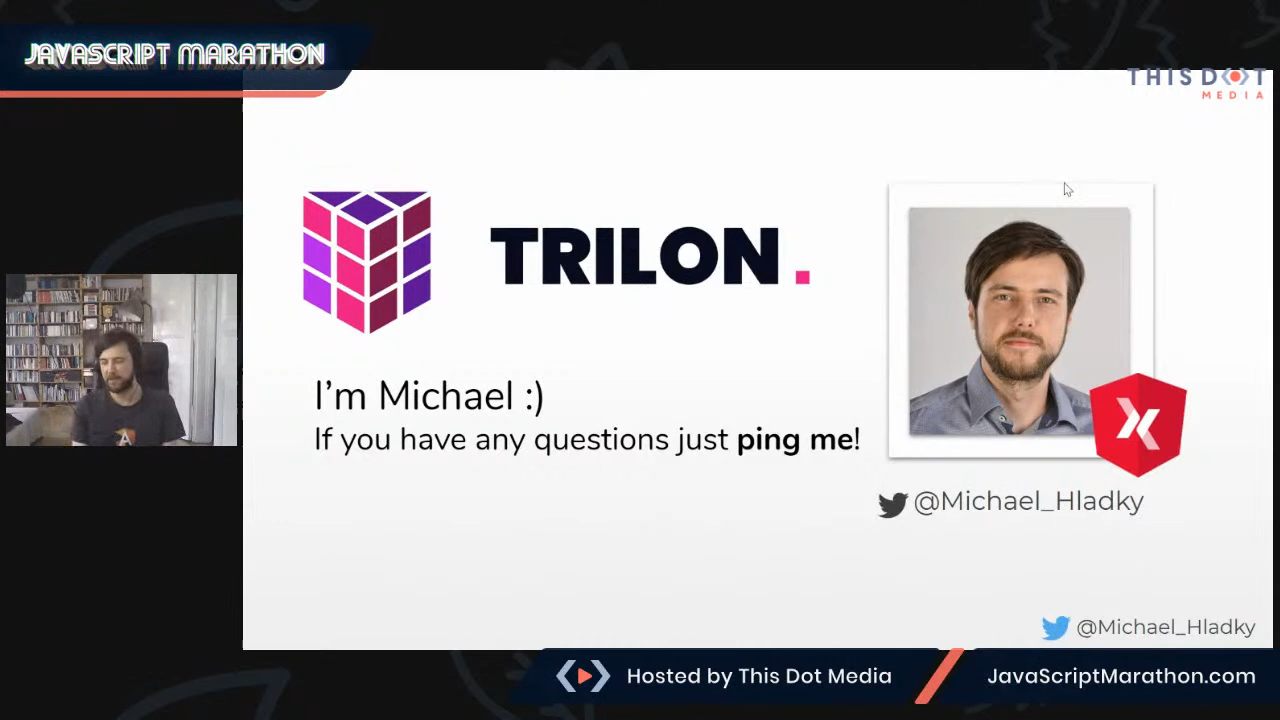 JAVASCRIPT MARATHON
THIS DOT
MEDIA
TRILON.
I'm Michael :)
If you have any questions just ping me!
@Michael_Hladky
@Michael_Hladky
Hosted by This Dot Media
JavaScriptMarathon.com